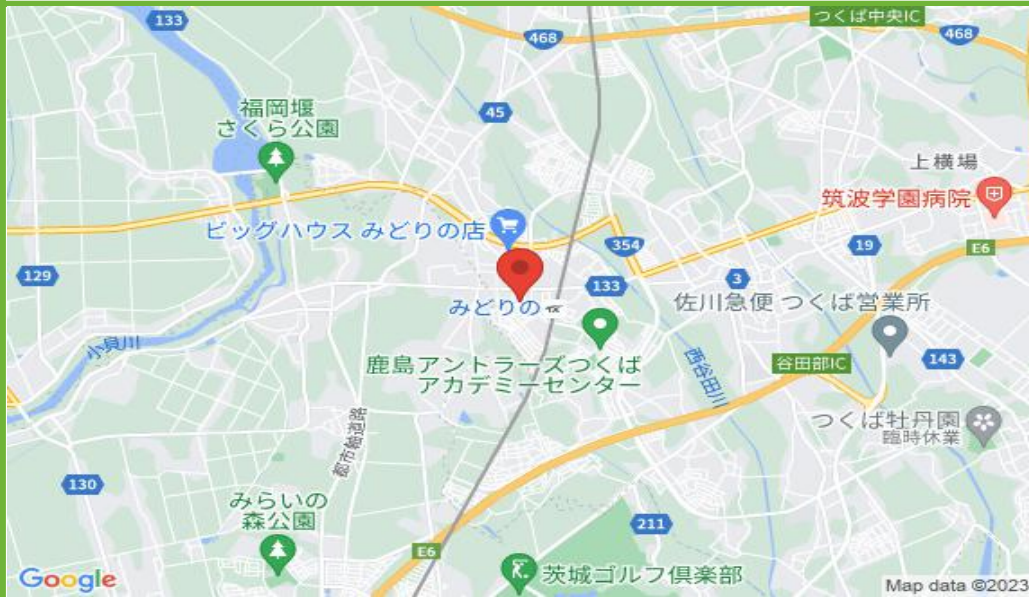 133
つくば中央IC
468
468
福岡堰
さくら公園
45
上横場
筑波学園病院
ビッグハウス みどりの店
354
19
E6
129
3
133
みどりの
佐川急便 つくば営業所
小貝川
鹿島アントラーズつくば
アカデミーセンター
西谷田川
谷田部IC
143
都市軸道路
つくば牡丹園
臨時休業
130
みらいの
森公園
211
E6
茨城ゴルフ倶楽部
Google
Map data ©2023